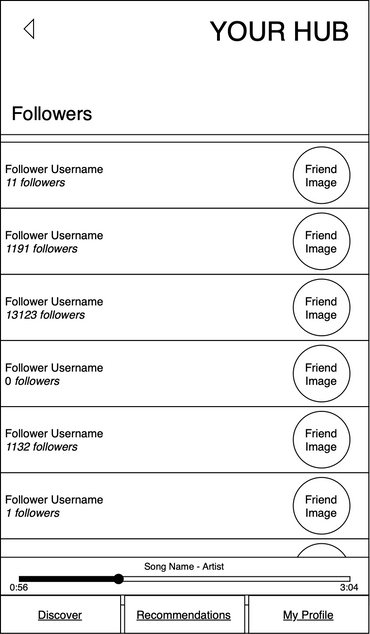 YOUR HUB
Followers
Follower Username
11 followers
Friend
Image
Follower Username
1191 followers
Friend
Image
Follower Username
13123 followers
Friend
Image
Follower Username
0 followers
Friend
Image
Follower Username
1132 followers
Friend
Image
Follower Username
1 followers
Friend
Image
Song Name - Artist
0:56 3:04
Discover Recommendations My Profile